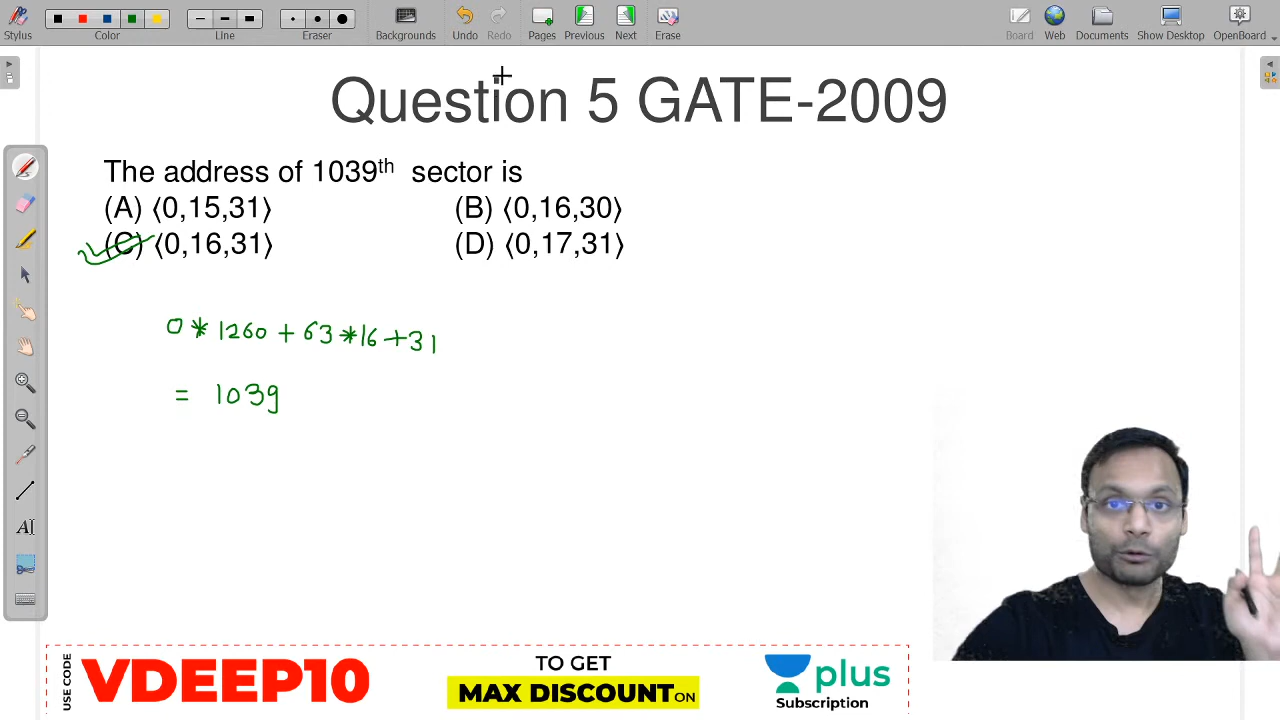 Stylus
Color
Line
Eraser
Backgrounds
Undo
Redo
Pages
Previous
Next
Erase
Board
Web
Documents
Show Desktop
OpenBoard
Question 5 GATE-2009
The address of 1039th sector is
(A) ⟨0,15,31⟩ (B) ⟨0,16,30⟩
(C) ⟨0,16,31⟩ (D) ⟨0,17,31⟩
0 * 1260 + 63 * 16 + 31
= 1039
AI
USE CODE
VDEEP10
TO GET
MAX DISCOUNT ON
plus
Subscription